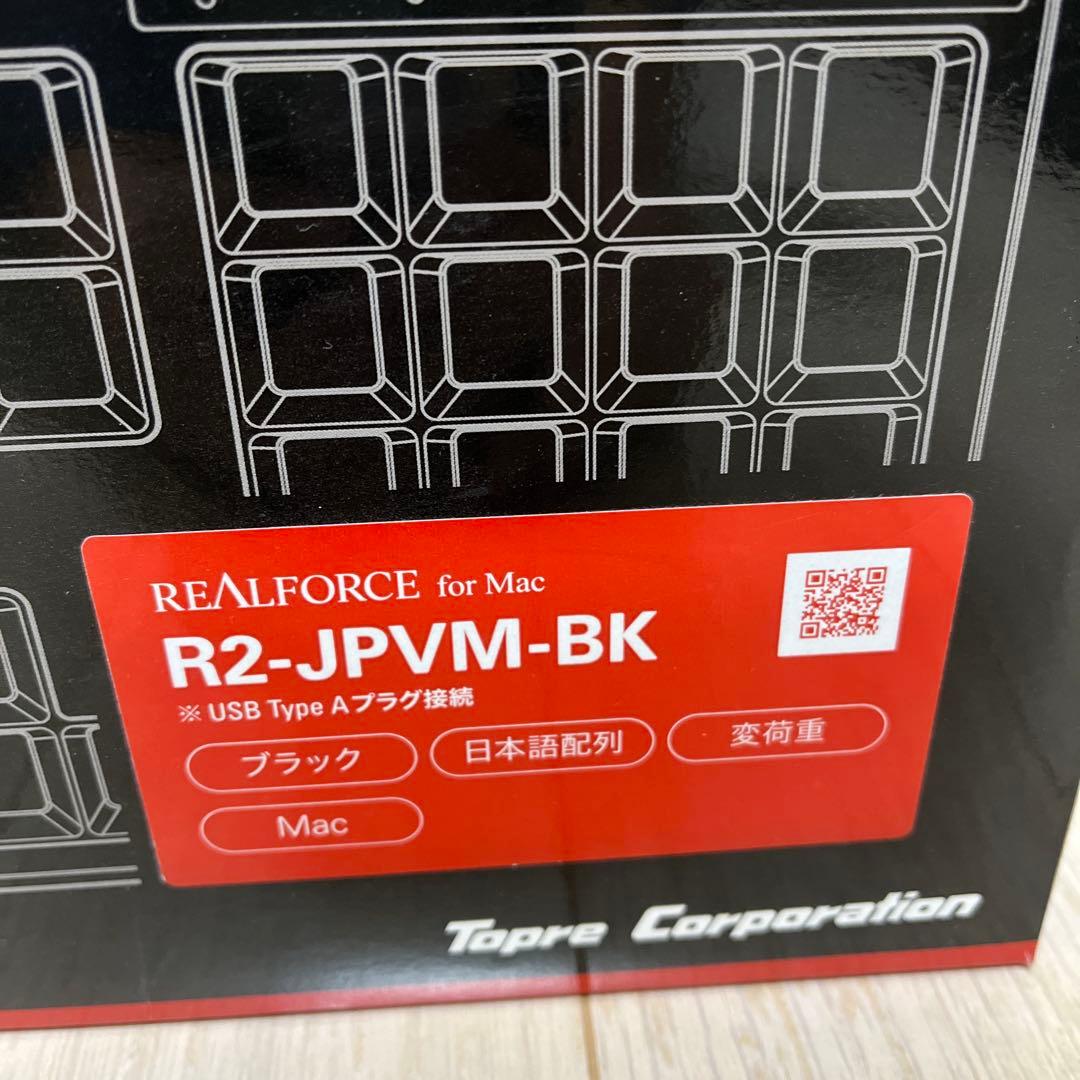 REALFORCE for Mac
R2-JPVM-BK
※ USB Type Aプラグ接続
ブラック 日本語配列 変荷重
Mac
Topre Corporation